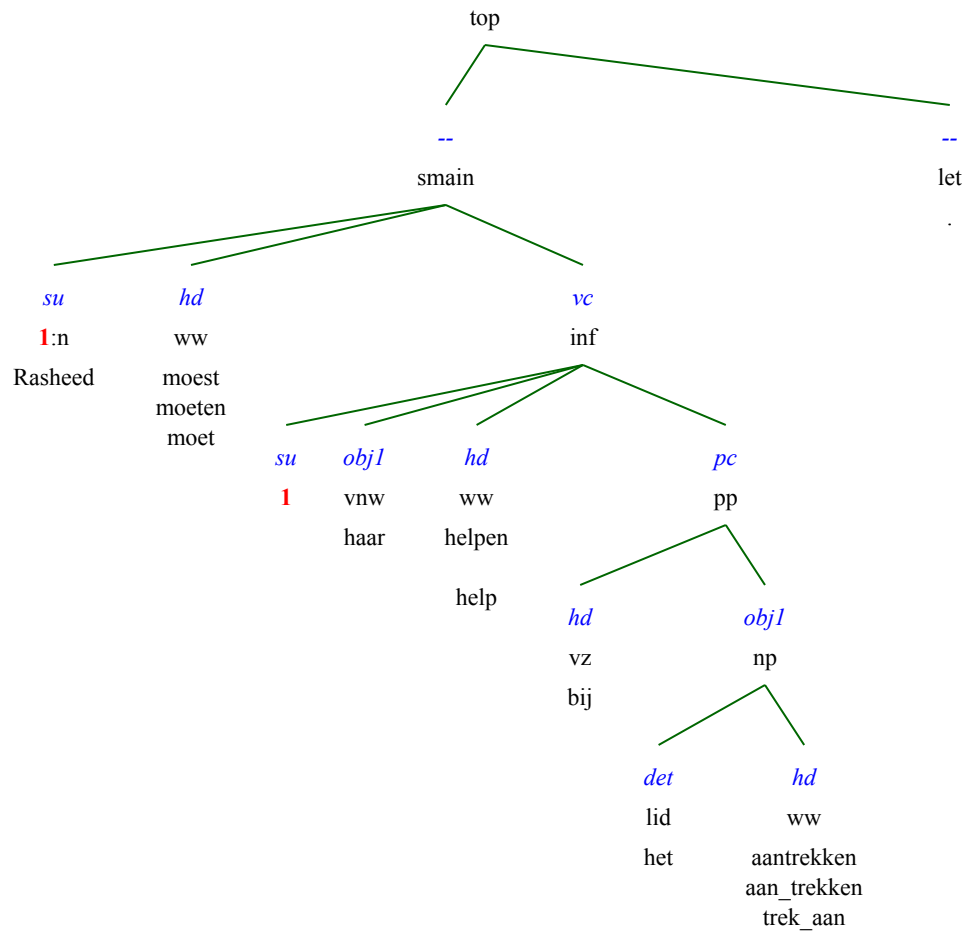 top
-- --
smain let
.
su hd vc
1:n ww inf
Rasheed moest
moeten
moet
su obj1 hd pc
1 vnw ww pp
haar helpen
help
hd obj1
vz np
bij
det hd
lid ww
het aantrekken
aan_trekken
trek_aan